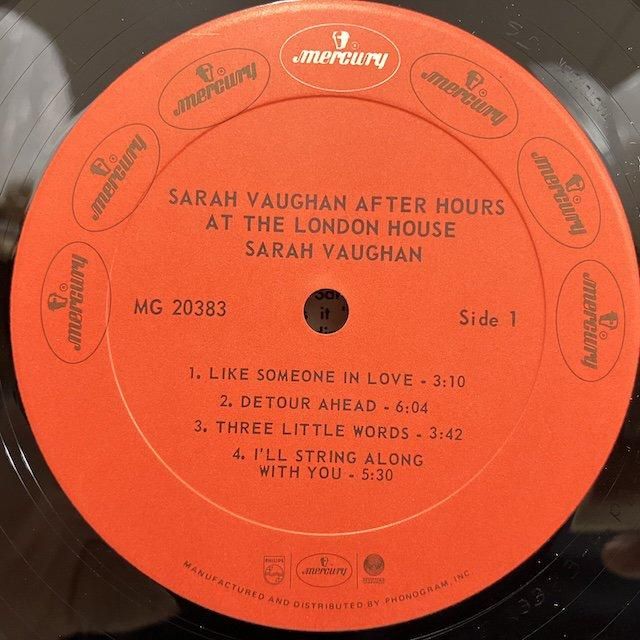 mercury
mercury
mercury
mercury
mercury
mercury
mercury
SARAH VAUGHAN AFTER HOURS
AT THE LONDON HOUSE
SARAH VAUGHAN
MG 20383
Side 1
1. LIKE SOMEONE IN LOVE - 3:10
2. DETOUR AHEAD - 6:04
3. THREE LITTLE WORDS - 3:42
4. I'LL STRING ALONG
WITH YOU - 5:30
PHILIPS
mercury
MANUFACTURED AND DISTRIBUTED BY PHONOGRAM, INC